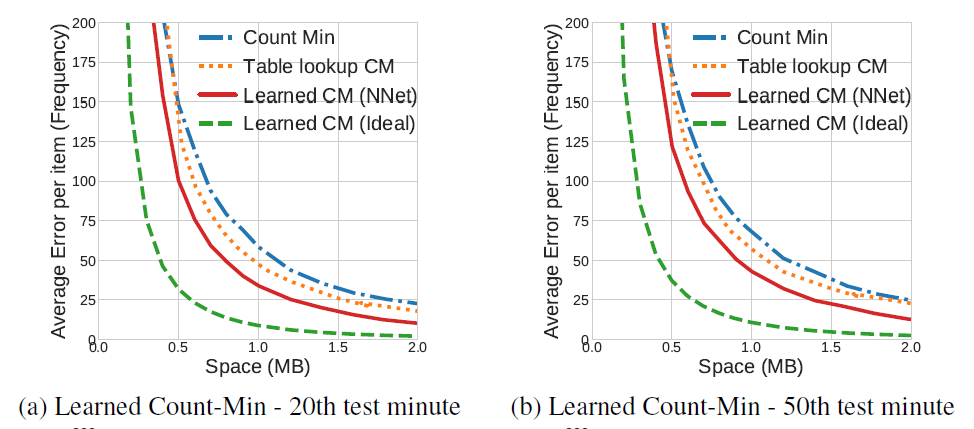 Average Error per item (Frequency)
200
175
150
125
100
75
50
25
0
0.0 0.5 1.0 1.5 2.0
Space (MB)
Count Min
Table lookup CM
Learned CM (NNet)
Learned CM (Ideal)
(a) Learned Count-Min - 20th test minute
Average Error per item (Frequency)
200
175
150
125
100
75
50
25
0
0.0 0.5 1.0 1.5 2.0
Space (MB)
Count Min
Table lookup CM
Learned CM (NNet)
Learned CM (Ideal)
(b) Learned Count-Min - 50th test minute